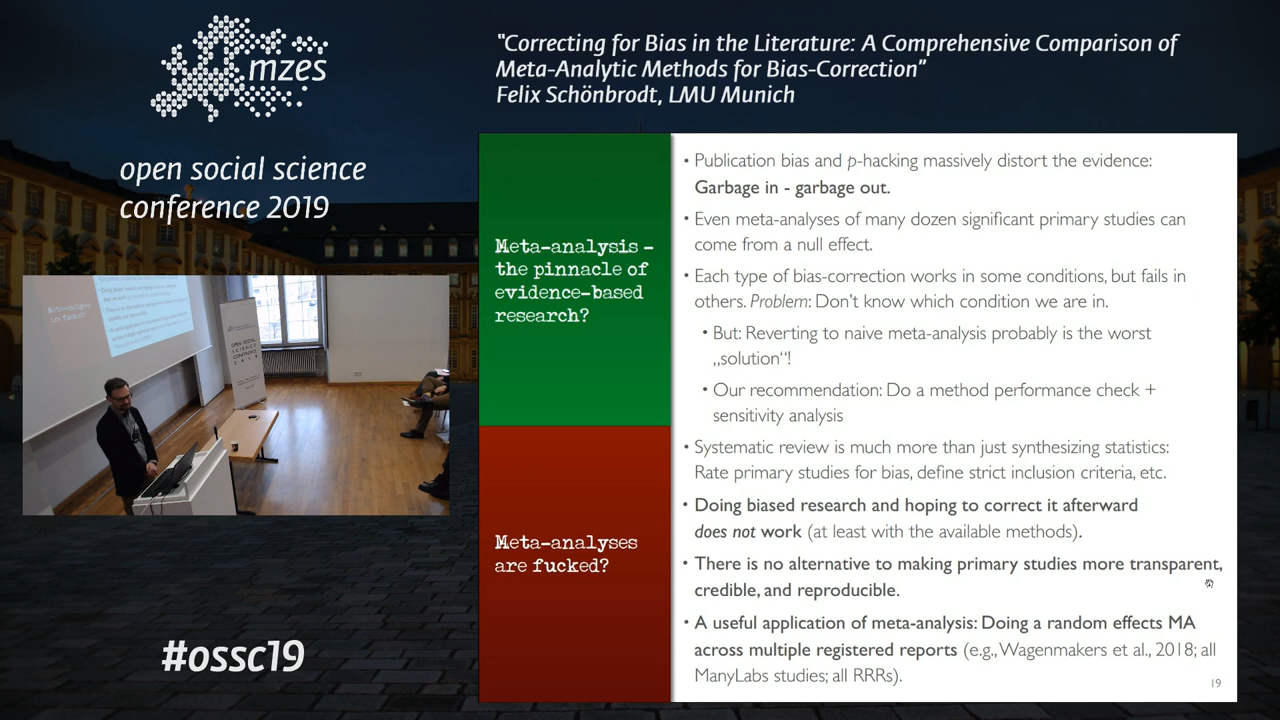 mzes
open social science
conference 2019
"Correcting for Bias in the Literature: A Comprehensive Comparison of
Meta-Analytic Methods for Bias-Correction"
Felix Schönbrodt, LMU Munich
Meta-analysis -
the pinnacle of
evidence-based
research?
Meta-analyses
are fucked?
• Publication bias and p-hacking massively distort the evidence:
Garbage in - garbage out.
• Even meta-analyses of many dozen significant primary studies can
come from a null effect.
• Each type of bias-correction works in some conditions, but fails in
others. Problem: Don't know which condition we are in.
• But: Reverting to naive meta-analysis probably is the worst
„solution“!
• Our recommendation: Do a method performance check +
sensitivity analysis
• Systematic review is much more than just synthesizing statistics:
Rate primary studies for bias, define strict inclusion criteria, etc.
• Doing biased research and hoping to correct it afterward
does not work (at least with the available methods).
• There is no alternative to making primary studies more transparent,
credible, and reproducible.
• A useful application of meta-analysis: Doing a random effects MA
across multiple registered reports (e.g., Wagenmakers et al., 2018; all
ManyLabs studies; all RRRs).
19
OPEN SOCIAL
SCIENCE
CONFERENCE
2019
#ossc19